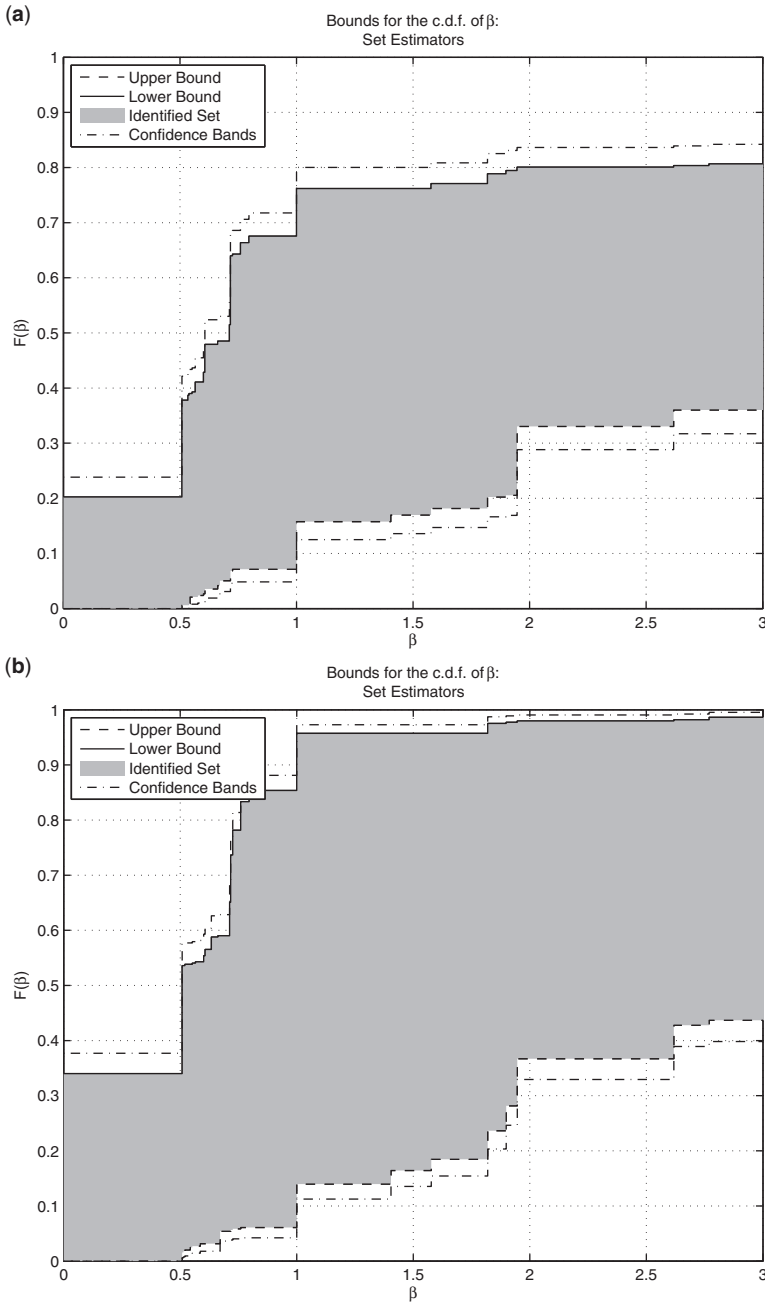 (a)
Bounds for the c.d.f. of β:
Set Estimators
Upper Bound
Lower Bound
Identified Set
Confidence Bands
F(β)
1
0.9
0.8
0.7
0.6
0.5
0.4
0.3
0.2
0.1
0
0 0.5 1 1.5 2 2.5 3
β
(b)
Bounds for the c.d.f. of β:
Set Estimators
Upper Bound
Lower Bound
Identified Set
Confidence Bands
F(β)
1
0.9
0.8
0.7
0.6
0.5
0.4
0.3
0.2
0.1
0
0 0.5 1 1.5 2 2.5 3
β